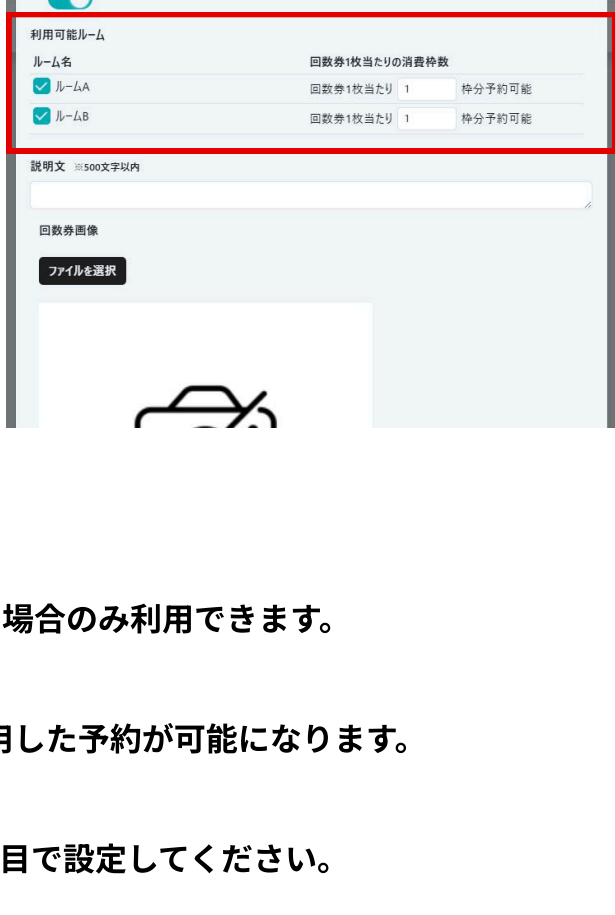 利用可能ルーム
ルーム名 回数券1枚当たりの消費枠数
ルームA 回数券1枚当たり 1 枠分予約可能
ルームB 回数券1枚当たり 1 枠分予約可能
説明文 ※500文字以内
回数券画像
ファイルを選択
場合のみ利用できます。
用した予約が可能になります。
目で設定してください。